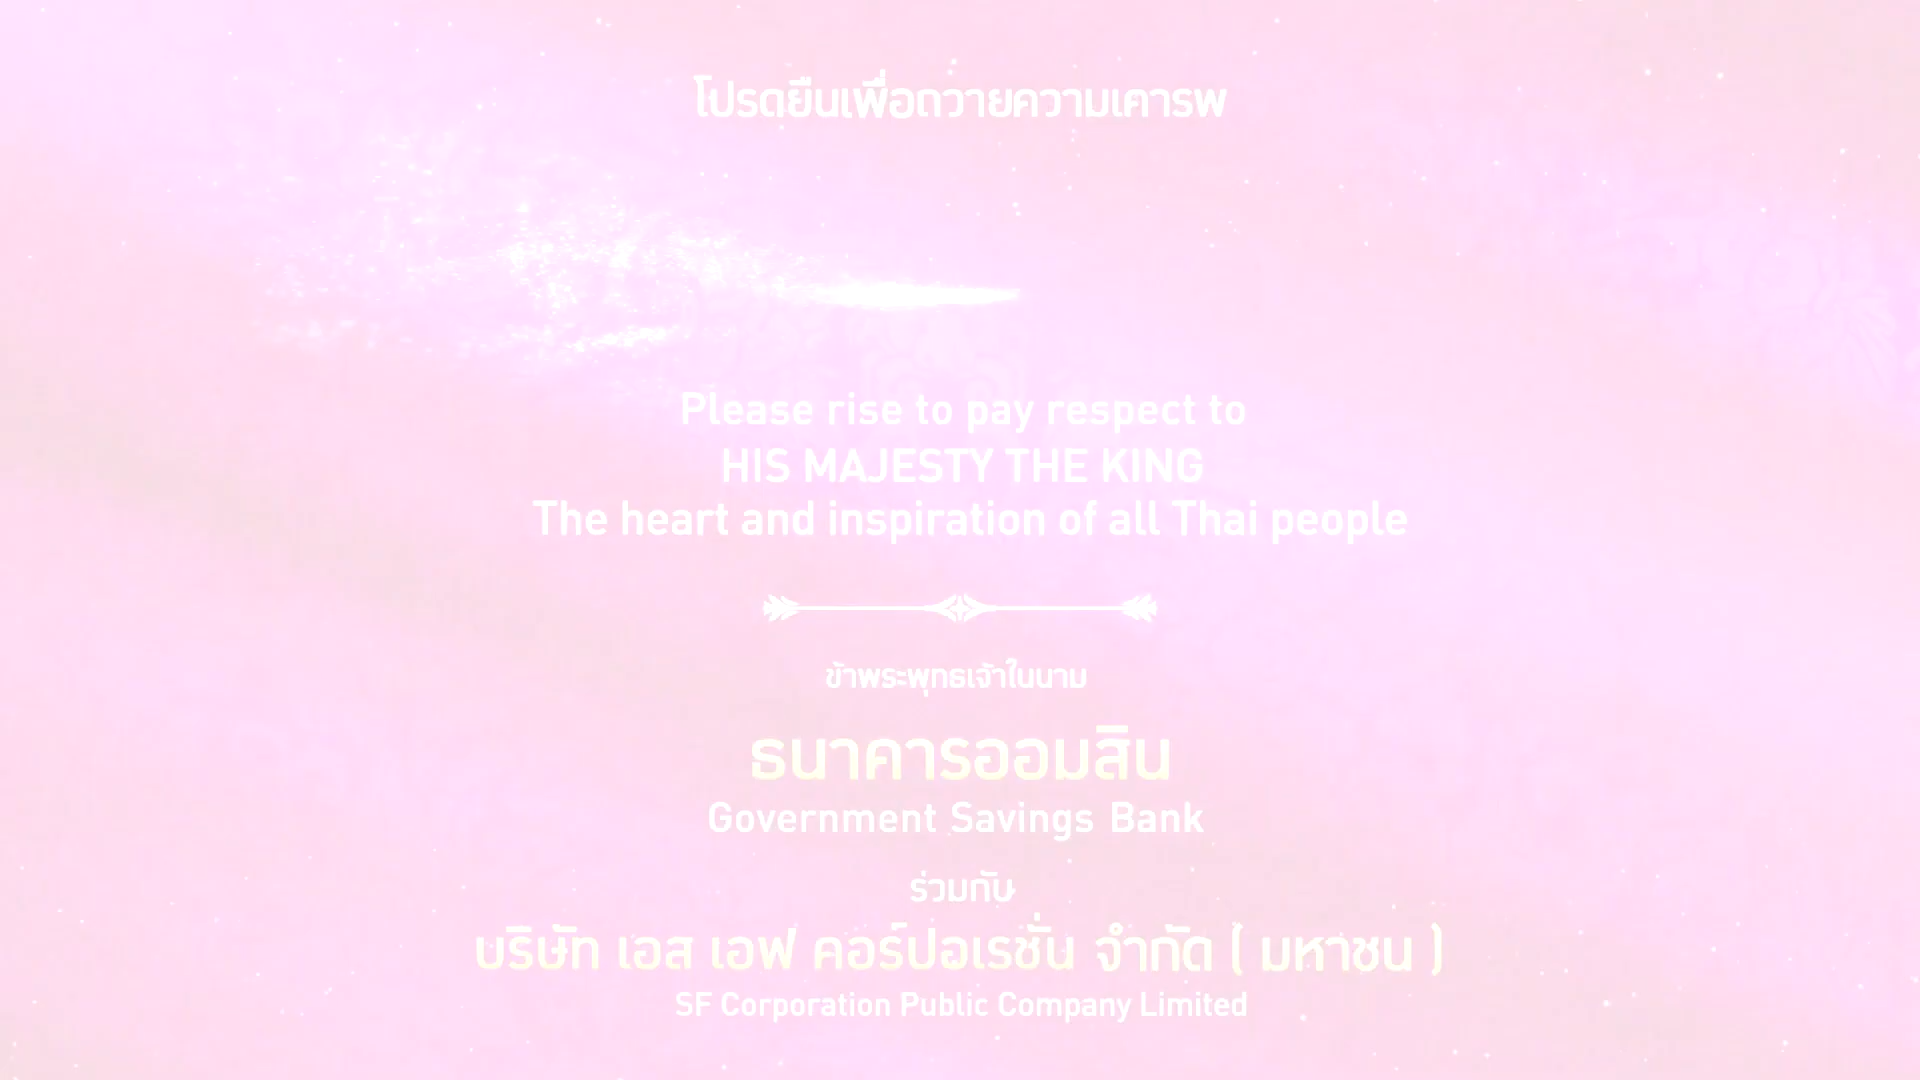 โปรดยืนเพื่อถวายความเคารพ
Please rise to pay respect to
HIS MAJESTY THE KING
The heart and inspiration of all Thai people
ข้าพระพุทธเจ้าในนาม
ธนาคารออมสิน
Government Savings Bank
ร่วมกับ
บริษัท เอส เอฟ คอร์ปอเรชั่น จำกัด ( มหาชน )
SF Corporation Public Company Limited